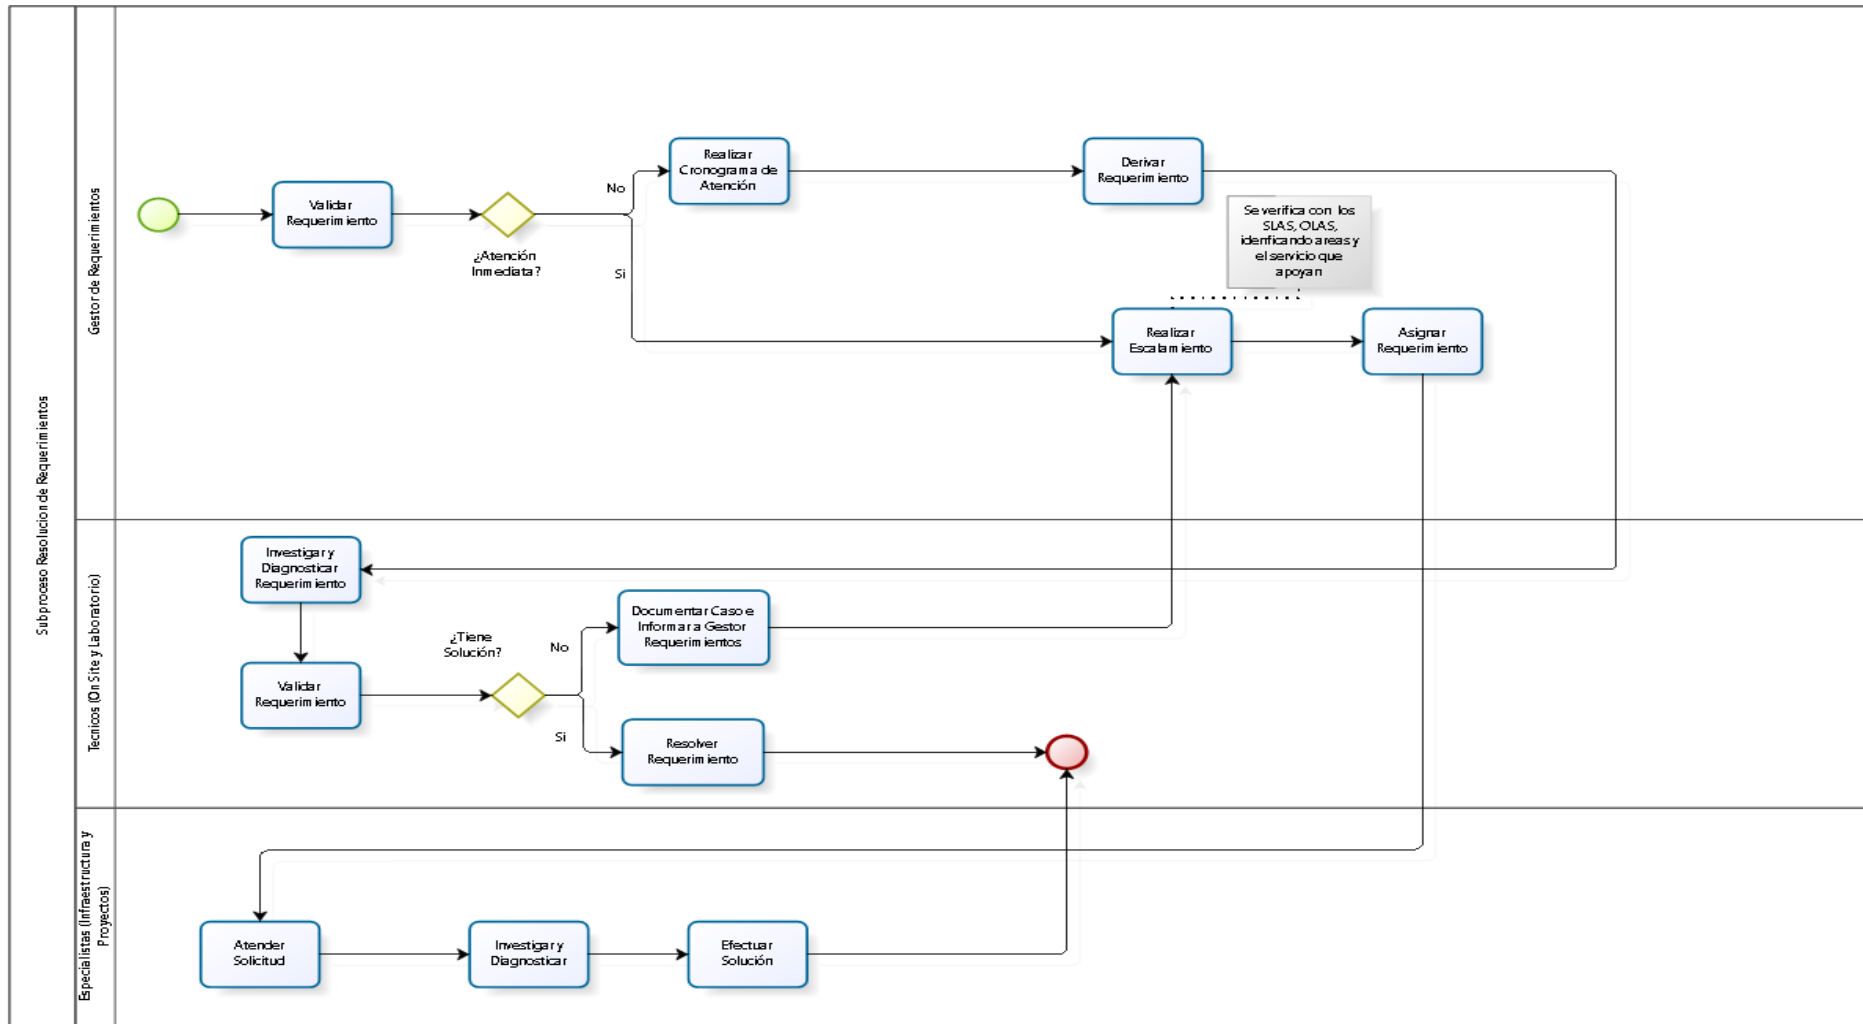 Subproceso Resolucion de Requerimientos
Gestor de Requerimientos
Validar
Requerimiento
¿Atención
Inmediata?
No
Si
Realizar
Cronograma de
Atención
Derivar
Requerimiento
Se verifica con los
SLAS, OLAS,
idenficando areas y
el servicio que
apoyan
Realizar
Escalamiento
Asignar
Requerimiento
Tecnicos (On Site y Laboratorio)
Investigar y
Diagnosticar
Requerimiento
Validar
Requerimiento
¿Tiene
Solución?
No
Si
Documentar Caso e
Informar a Gestor
Requerimientos
Resolver
Requerimiento
Especialistas (Infraestructura y
Proyectos)
Atender
Solicitud
Investigar y
Diagnosticar
Efectuar
Solución